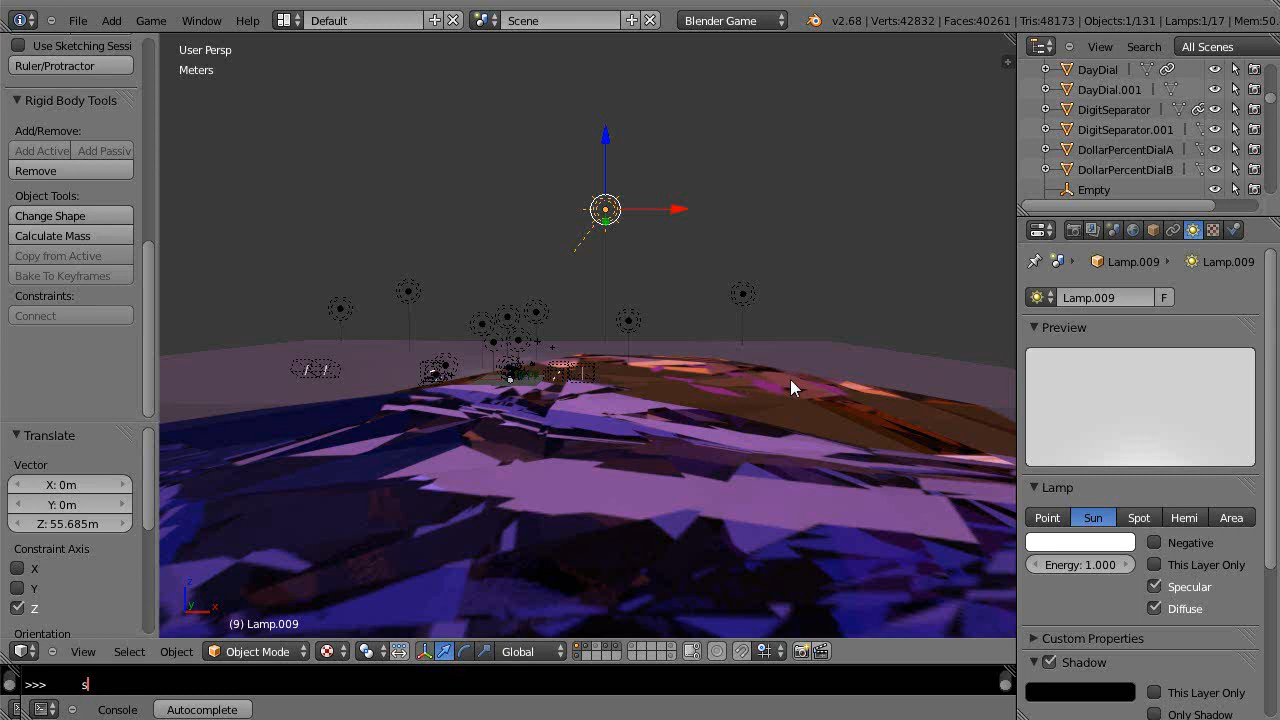 File Add Game Window Help Default Scene Blender Game v2.68 | Verts:42632 | Faces:40261 | Tris:48173 | Objects:1/131 | Lamps:1/17 | Mem:50
Use Sketching Sessi
Ruler/Protractor
Rigid Body Tools
Add/Remove:
Add Active Add Passiv
Remove
Object Tools:
Change Shape
Calculate Mass
Copy from Active
Bake To Keyframes
Constraints:
Connect
Translate
Vector
X: 0m
Y: 0m
Z: 55.685m
Constraint Axis
X
Y
Z
Orientation
User Persp
Meters
z
y x
(9) Lamp.009
View Select Object Object Mode Global
>>> s
Console Autocomplete
View Search All Scenes
DayDial
DayDial.001
DigitSeparator
DigitSeparator.001
DollarPercentDialA
DollarPercentDialB
Empty
Lamp.009 Lamp.009
Lamp.009 F
Preview
Lamp
Point Sun Spot Hemi Area
Negative
Energy: 1.000 This Layer Only
Specular
Diffuse
Custom Properties
Shadow
This Layer Only
Only Shadow